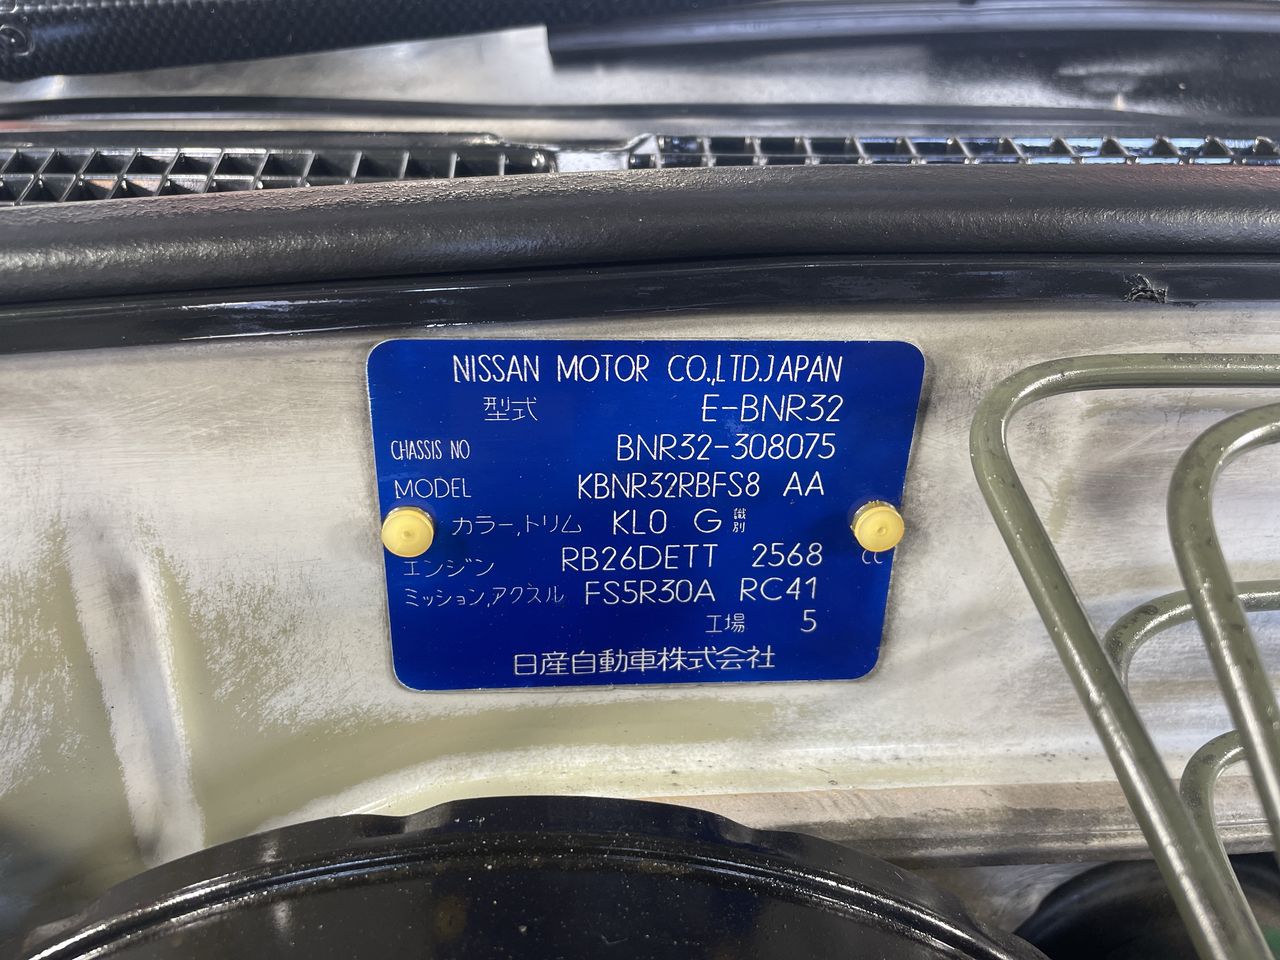 NISSAN MOTOR CO.,LTD.JAPAN
型式 E-BNR32
CHASSIS NO BNR32-308075
MODEL KBNR32RBFS8 AA
カラー,トリム KL0 G 識別
エンジン RB26DETT 2568 cc
ミッション,アクスル FS5R30A RC41
工場 5
日産自動車株式会社